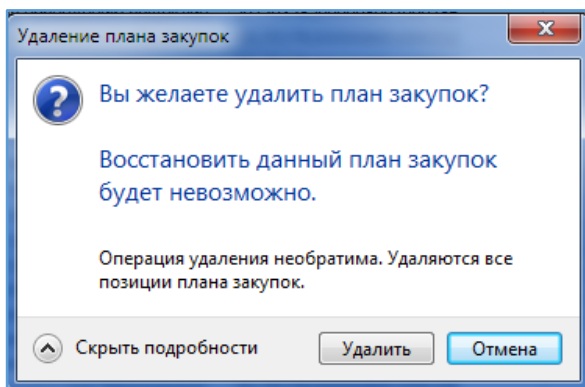 Удаление плана закупок
Вы желаете удалить план закупок?
Восстановить данный план закупок
будет невозможно.
Операция удаления необратима. Удаляются все
позиции плана закупок.
Скрыть подробности
Удалить
Отмена